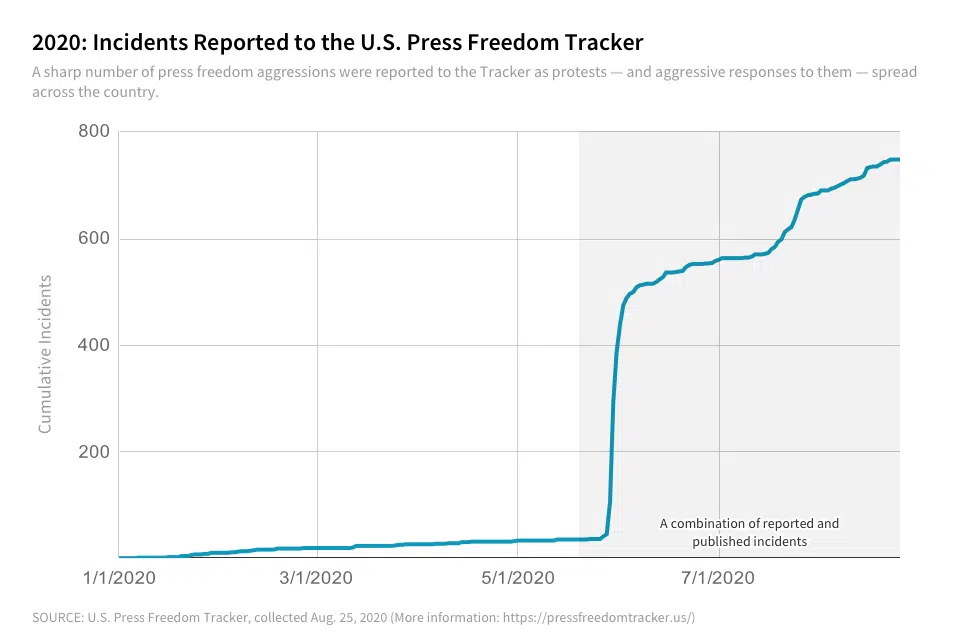 2020: Incidents Reported to the U.S. Press Freedom Tracker
A sharp number of press freedom aggressions were reported to the Tracker as protests — and aggressive responses to them — spread
across the country.
800
600
400
200
Cumulative Incidents
A combination of reported and
published incidents
1/1/2020 3/1/2020 5/1/2020 7/1/2020
SOURCE: U.S. Press Freedom Tracker, collected Aug. 25, 2020 (More information: https://pressfreedomtracker.us/)